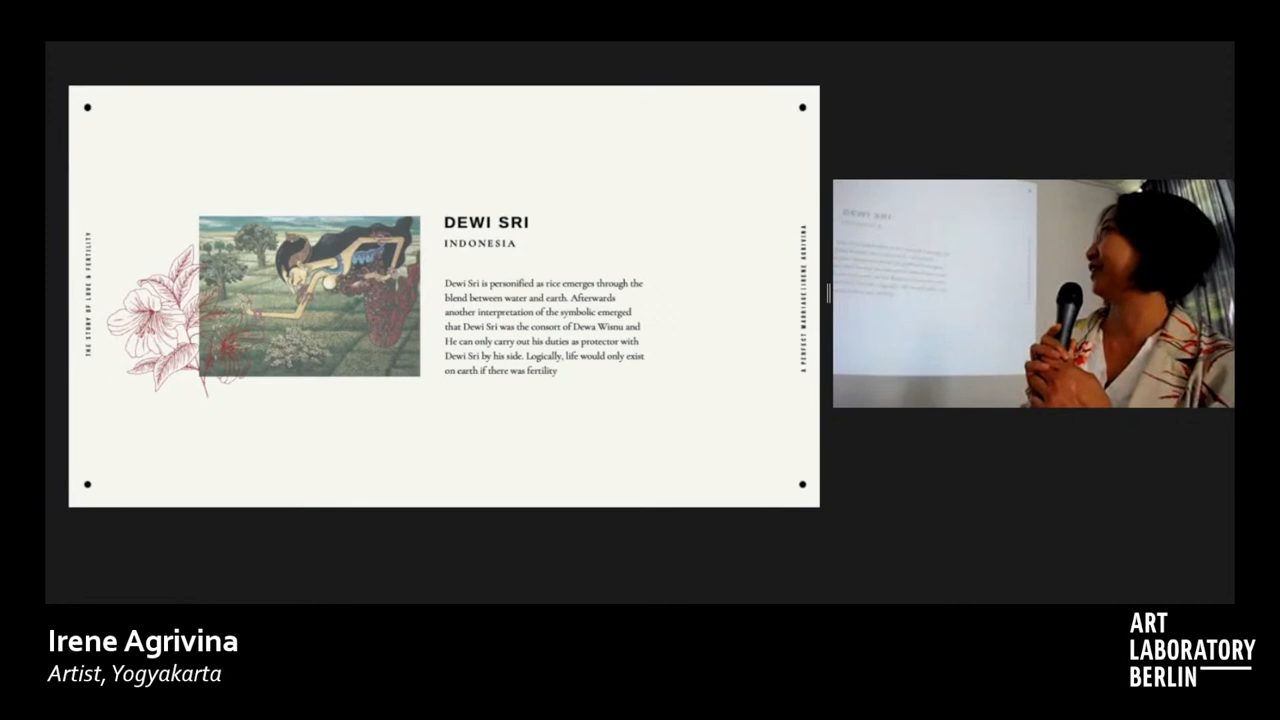 THE STORY OF LOVE & FERTILITY
DEWI SRI
INDONESIA
Dewi Sri is personified as rice emerges through the
blend between water and earth. Afterwards
another interpretation of the symbolic emerged
that Dewi Sri was the consort of Dewa Wisnu and
He can only carry out his duties as protector with
Dewi Sri by his side. Logically, life would only exist
on earth if there was fertility
A PERFECT MARRIAGE|IRENE AGRIVINA
DEWI SRI
Irene Agrivina
Artist, Yogyakarta
ART
LABORATORY
BERLIN